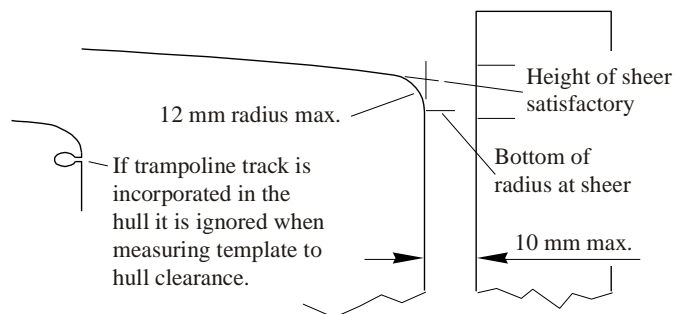 Height of sheer
satisfactory
12 mm radius max.
Bottom of
radius at sheer
If trampoline track is
incorporated in the
hull it is ignored when
measuring template to
hull clearance.
10 mm max.